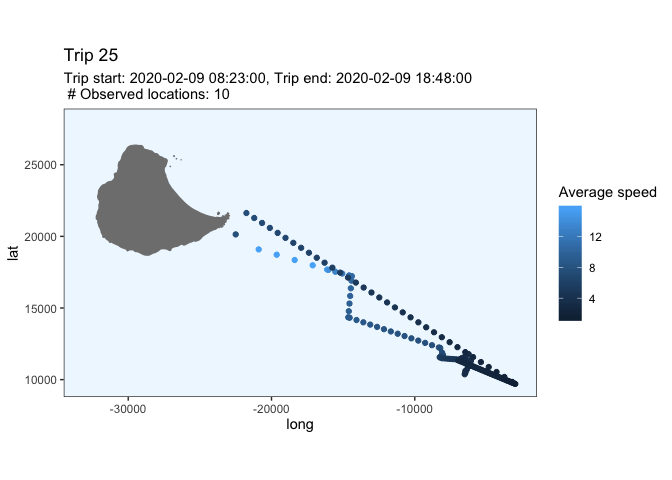 Trip 25
Trip start: 2020-02-09 08:23:00, Trip end: 2020-02-09 18:48:00
# Observed locations: 10
25000
20000
15000
10000
lat
-30000
-20000
-10000
long
Average speed
12
8
4